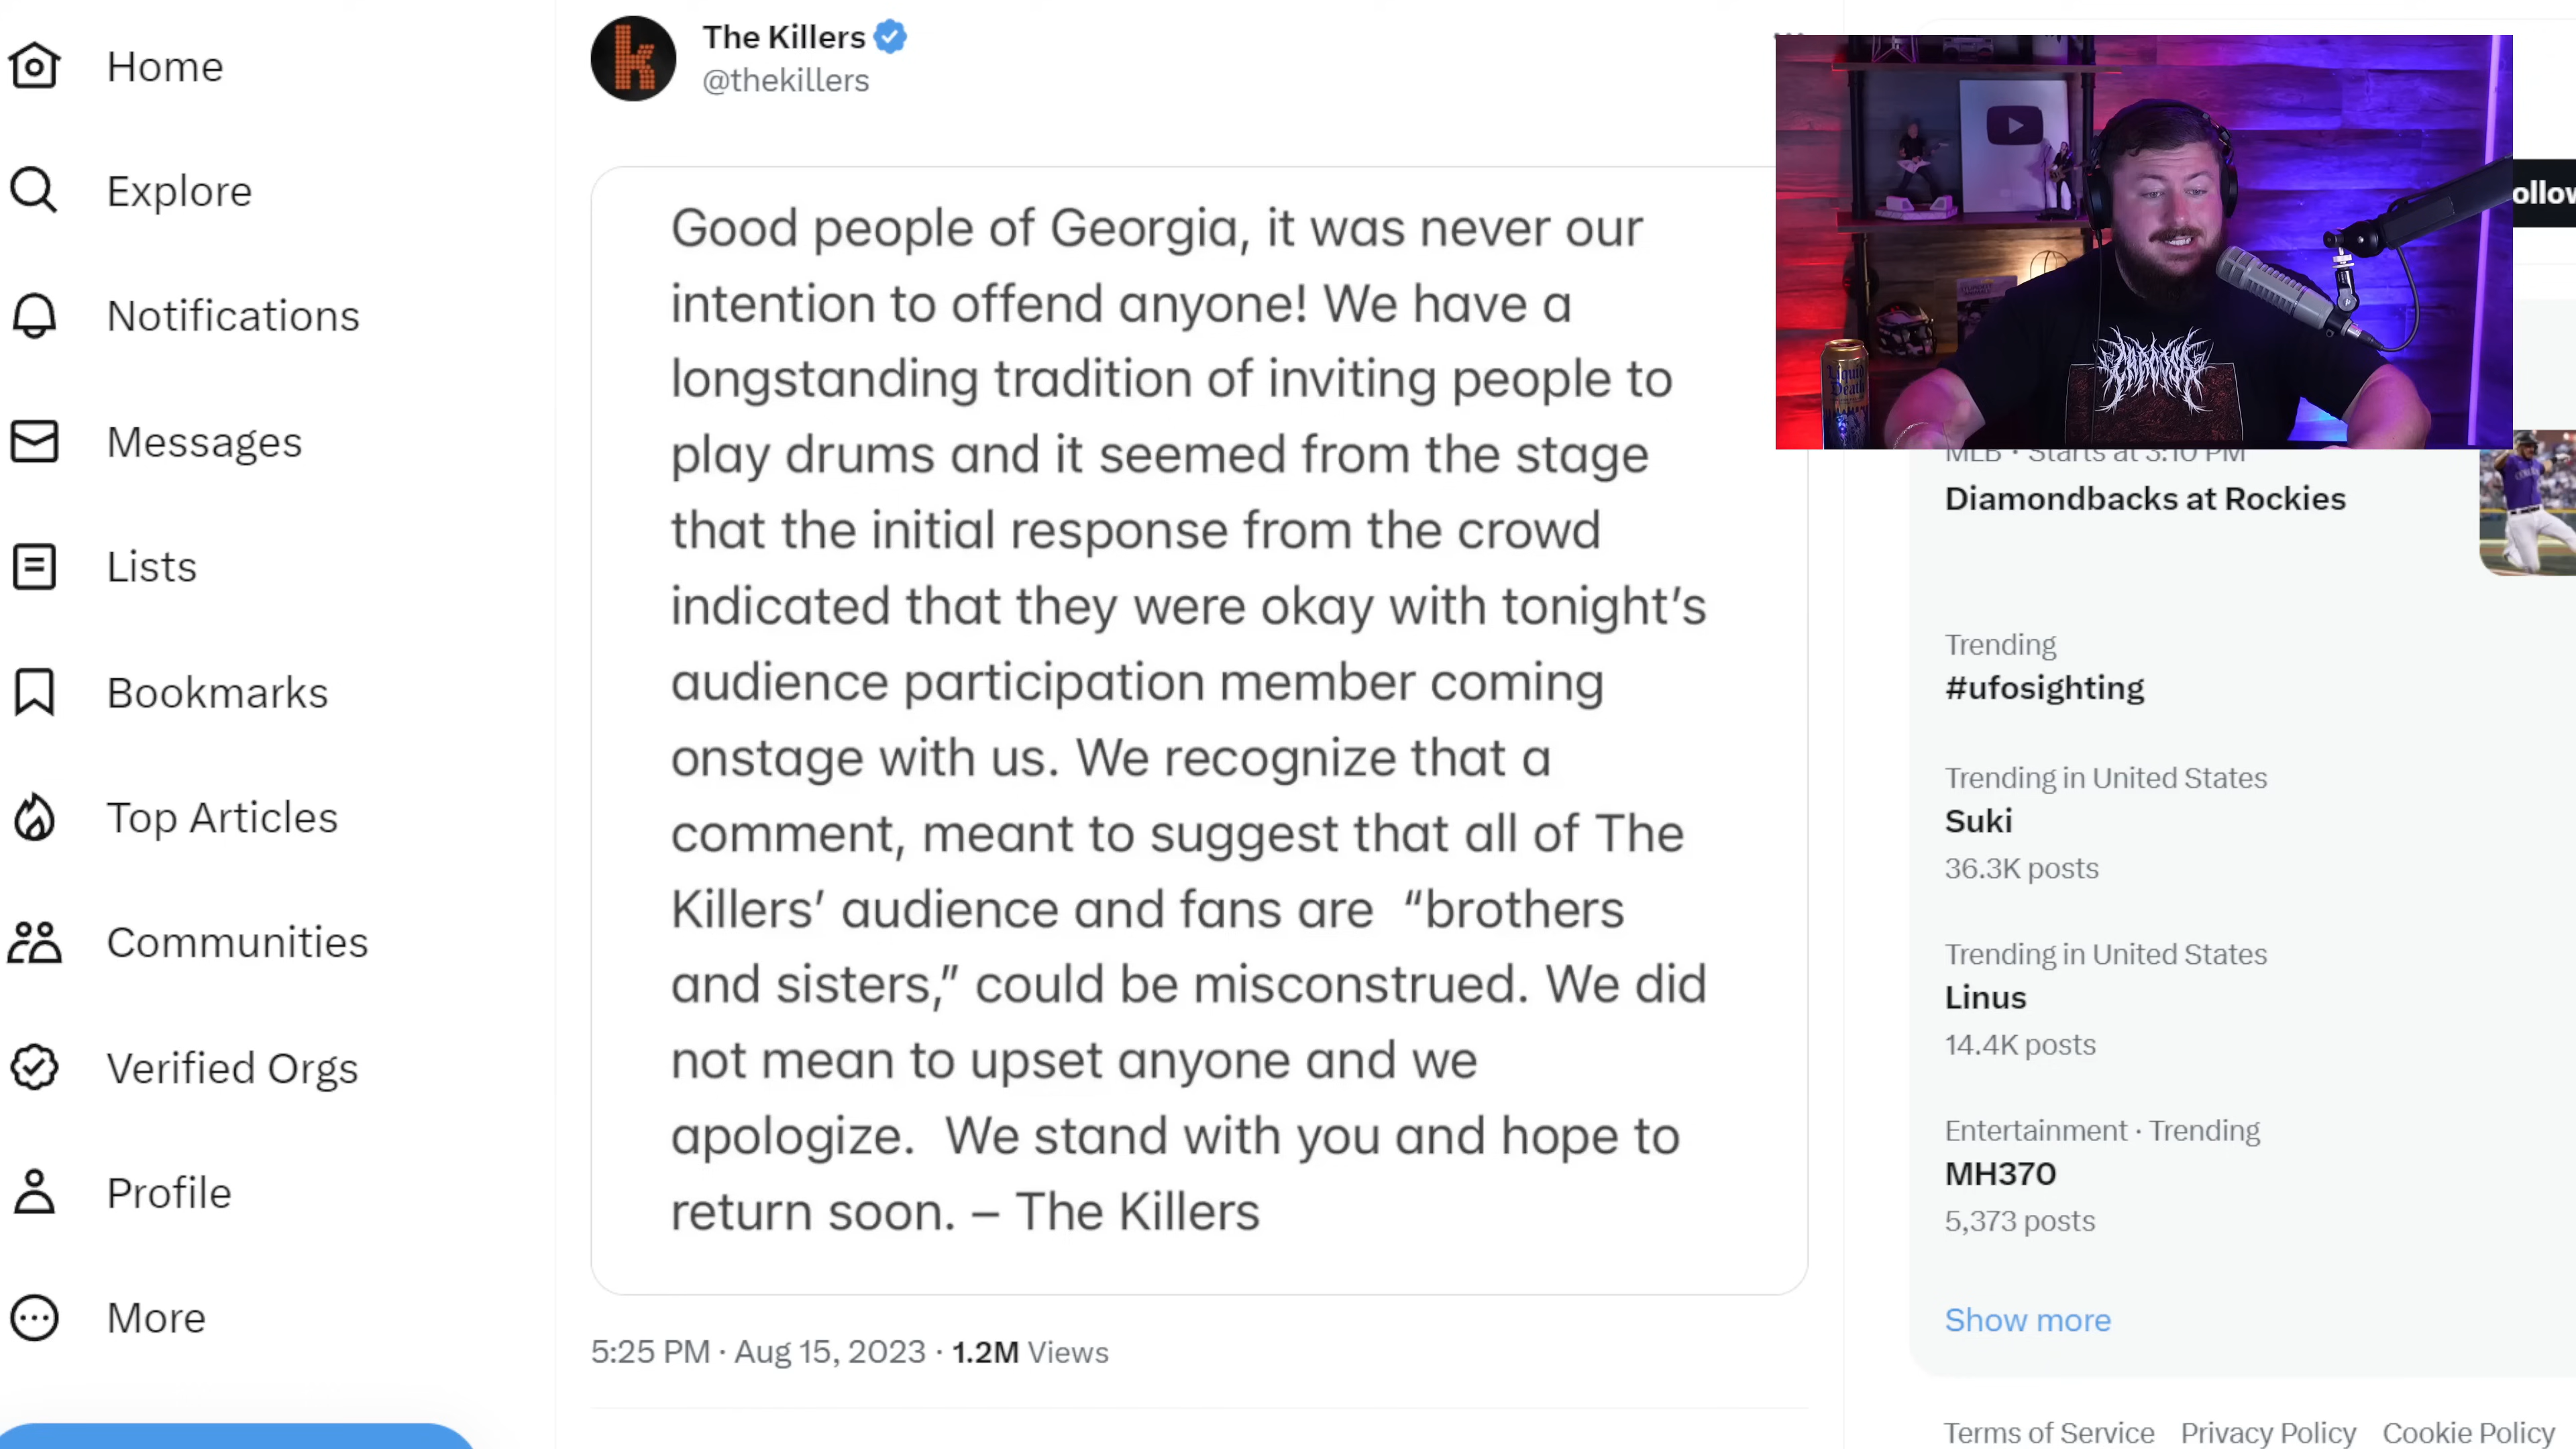 Home
Explore
Notifications
Messages
Lists
Bookmarks
Top Articles
Communities
Verified Orgs
Profile
More
The Killers
@thekillers
Good people of Georgia, it was never our
intention to offend anyone! We have a
longstanding tradition of inviting people to
play drums and it seemed from the stage
that the initial response from the crowd
indicated that they were okay with tonight’s
audience participation member coming
onstage with us. We recognize that a
comment, meant to suggest that all of The
Killers’ audience and fans are “brothers
and sisters,” could be misconstrued. We did
not mean to upset anyone and we
apologize. We stand with you and hope to
return soon. – The Killers
5:25 PM · Aug 15, 2023 · 1.2M Views
Liquid
Death
MLB · Starts at 3:10 PM
Diamondbacks at Rockies
Trending
#ufosighting
Trending in United States
Suki
36.3K posts
Trending in United States
Linus
14.4K posts
Entertainment · Trending
MH370
5,373 posts
Show more
Terms of Service Privacy Policy Cookie Policy